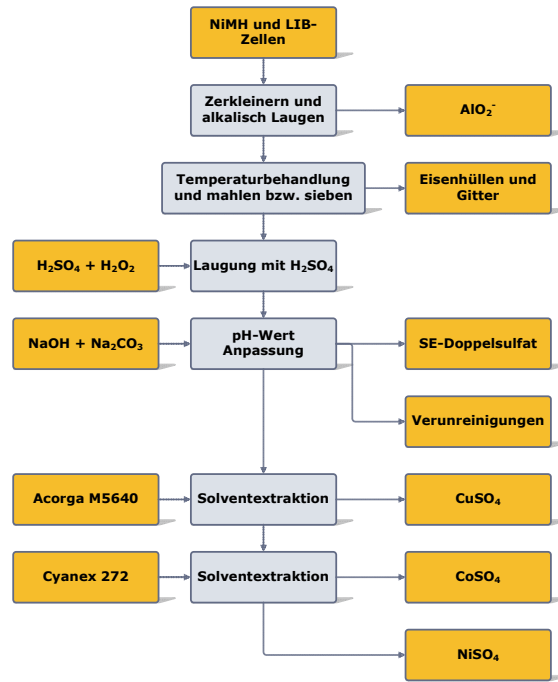 NiMH und LIB-
Zellen
Zerkleinern und
alkalisch Laugen
AlO₂⁻
Temperaturbehandlung
und mahlen bzw. sieben
Eisenhüllen und
Gitter
H₂SO₄ + H₂O₂
Laugung mit H₂SO₄
NaOH + Na₂CO₃
pH-Wert
Anpassung
SE-Doppelsulfat
Verunreinigungen
Acorga M5640
Solventextraktion
CuSO₄
Cyanex 272
Solventextraktion
CoSO₄
NiSO₄